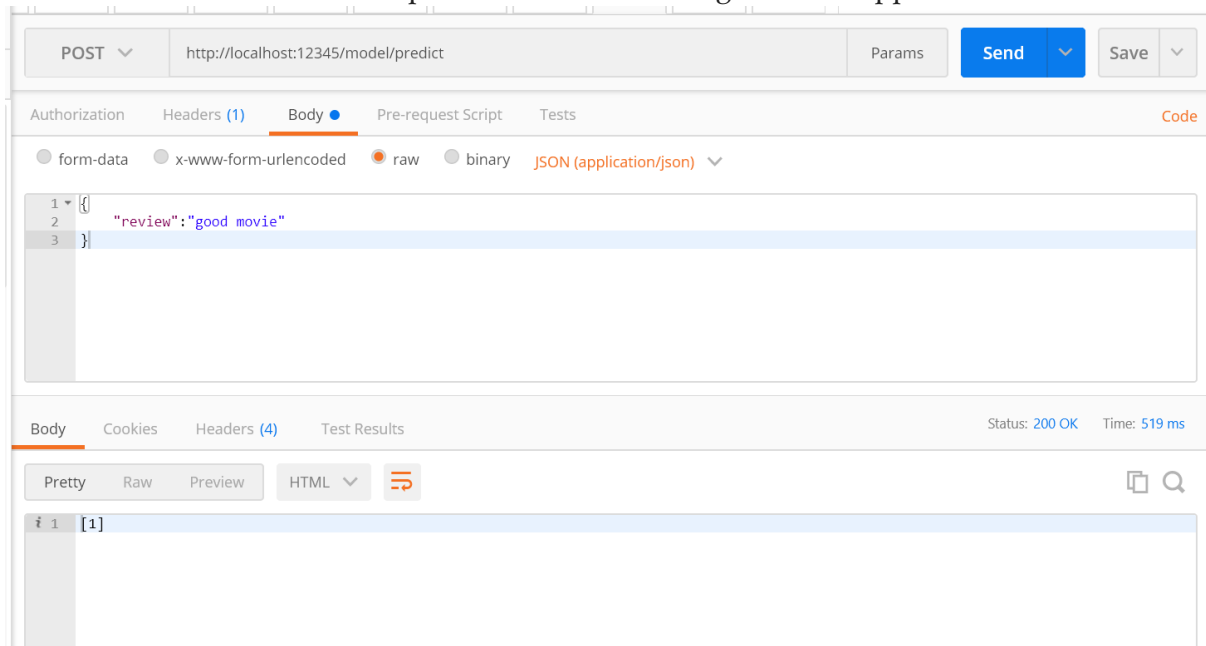 POST http://localhost:12345/model/predict Params Send Save
Authorization Headers (1) Body Pre-request Script Tests Code
form-data x-www-form-urlencoded raw binary JSON (application/json)
1 {
2 "review":"good movie"
3 }
Body Cookies Headers (4) Test Results Status: 200 OK Time: 519 ms
Pretty Raw Preview HTML
i 1 [1]